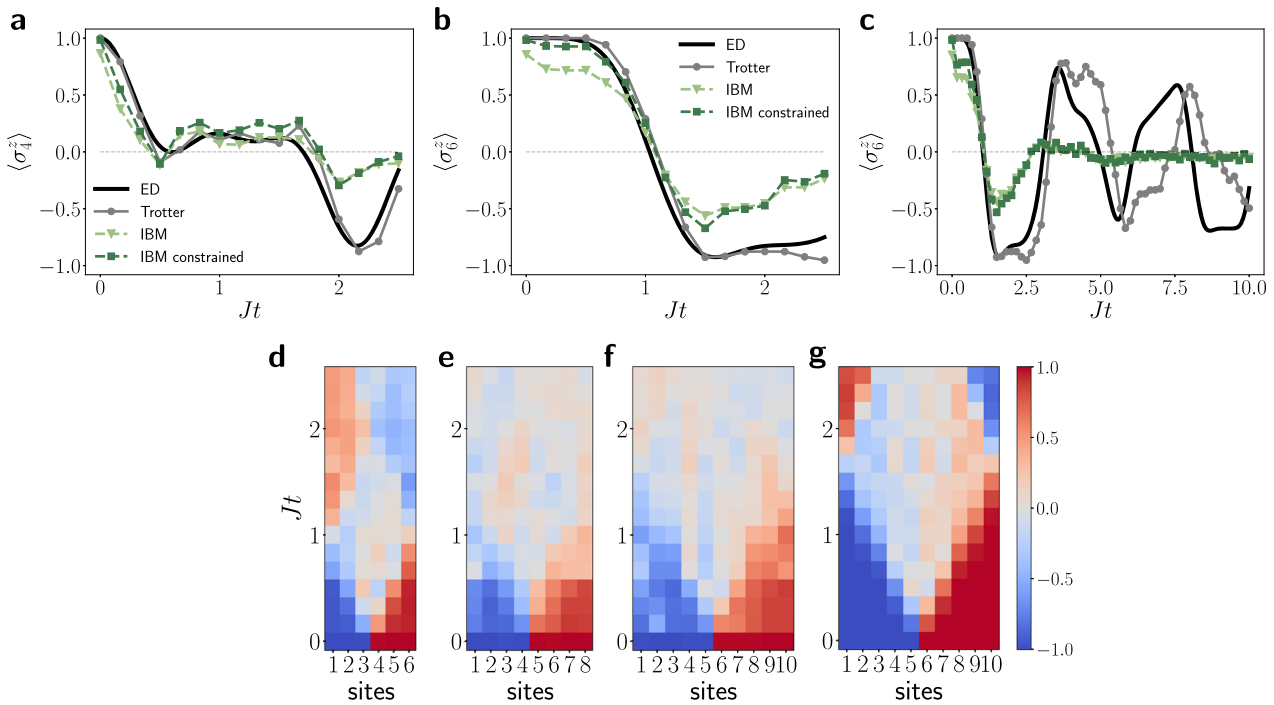 a
b
c
1.0
0.5
0.0
−0.5
−1.0
⟨σ₄ᶻ⟩
ED
Trotter
IBM
IBM constrained
0
1
2
Jt
1.0
0.5
0.0
−0.5
−1.0
⟨σ₆ᶻ⟩
ED
Trotter
IBM
IBM constrained
0
1
2
Jt
1.0
0.5
0.0
−0.5
−1.0
⟨σ₆ᶻ⟩
0.0
2.5
5.0
7.5
10.0
Jt
d
e
f
g
Jt
2
1
0
1 2 3 4 5 6
sites
2
1
0
1 2 3 4 5 6 7 8
sites
2
1
0
1 2 3 4 5 6 7 8 9 10
sites
2
1
0
1 2 3 4 5 6 7 8 9 10
sites
1.0
0.5
0.0
−0.5
−1.0